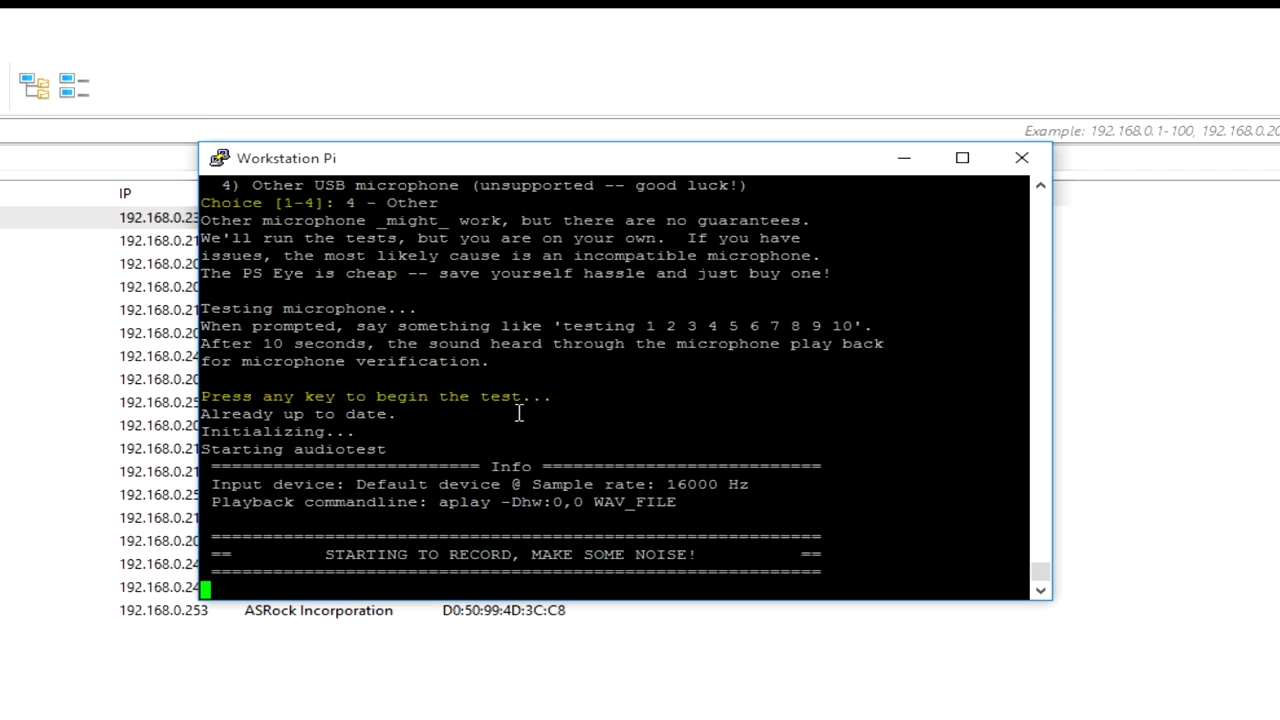 Example: 192.168.0.1-100, 192.168.0.20
Workstation Pi
IP
4) Other USB microphone (unsupported -- good luck!)
Choice [1-4]: 4 - Other
Other microphone _might_ work, but there are no guarantees.
We'll run the tests, but you are on your own.  If you have
issues, the most likely cause is an incompatible microphone.
The PS Eye is cheap -- save yourself hassle and just buy one!
Testing microphone...
When prompted, say something like 'testing 1 2 3 4 5 6 7 8 9 10'.
After 10 seconds, the sound heard through the microphone play back
for microphone verification.
Press any key to begin the test...
Already up to date.
Initializing...
Starting audiotest
========================== Info ===========================
Input device: Default device @ Sample rate: 16000 Hz
Playback commandline: aplay -Dhw:0,0 WAV_FILE
===========================================================
== STARTING TO RECORD, MAKE SOME NOISE! ==
===========================================================
192.168.0.23
192.168.0.21
192.168.0.20
192.168.0.20
192.168.0.21
192.168.0.20
192.168.0.24
192.168.0.20
192.168.0.25
192.168.0.20
192.168.0.21
192.168.0.21
192.168.0.25
192.168.0.21
192.168.0.20
192.168.0.24
192.168.0.24
192.168.0.253 ASRock Incorporation D0:50:99:4D:3C:C8